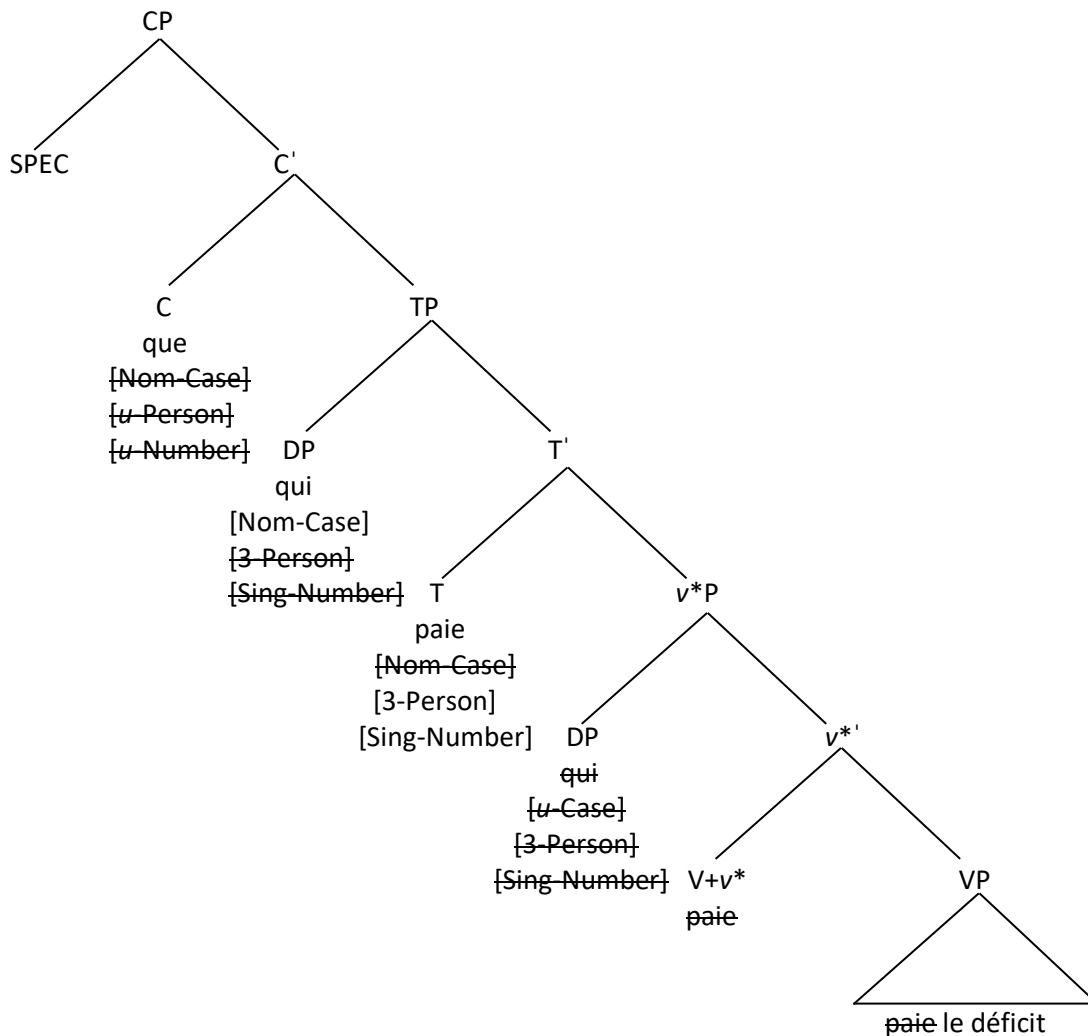 CP
SPEC
C'
C
que
[Nom-Case]
[u-Person]
[u-Number]
TP
DP
qui
[Nom-Case]
[3-Person]
[Sing-Number]
T'
T
paie
[Nom-Case]
[3-Person]
[Sing-Number]
v*P
DP
qui
[u-Case]
[3-Person]
[Sing-Number]
v*'
V+v*
paie
VP
paie le déficit